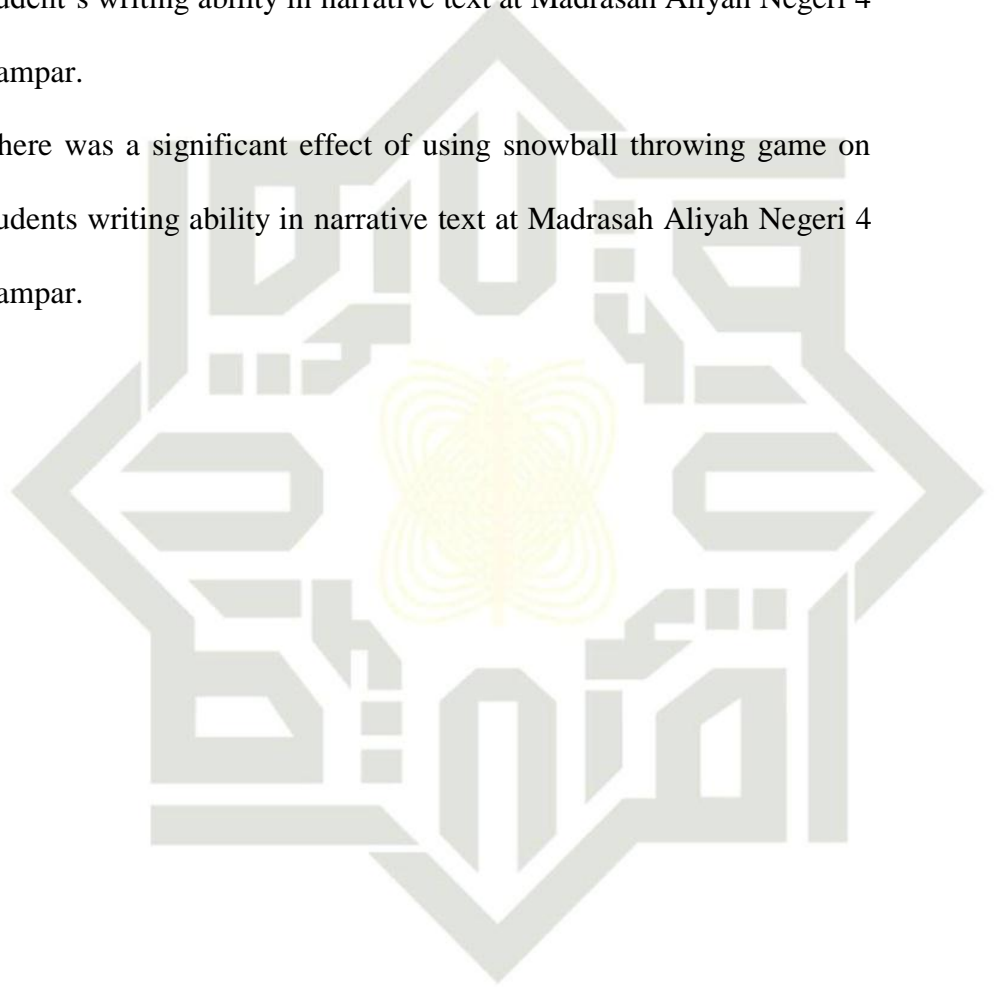 udent's writing ability in narrative text at Madrasah Aliyah Negeri 4
ampar.
here was a significant effect of using snowball throwing game on
udents writing ability in narrative text at Madrasah Aliyah Negeri 4
ampar.